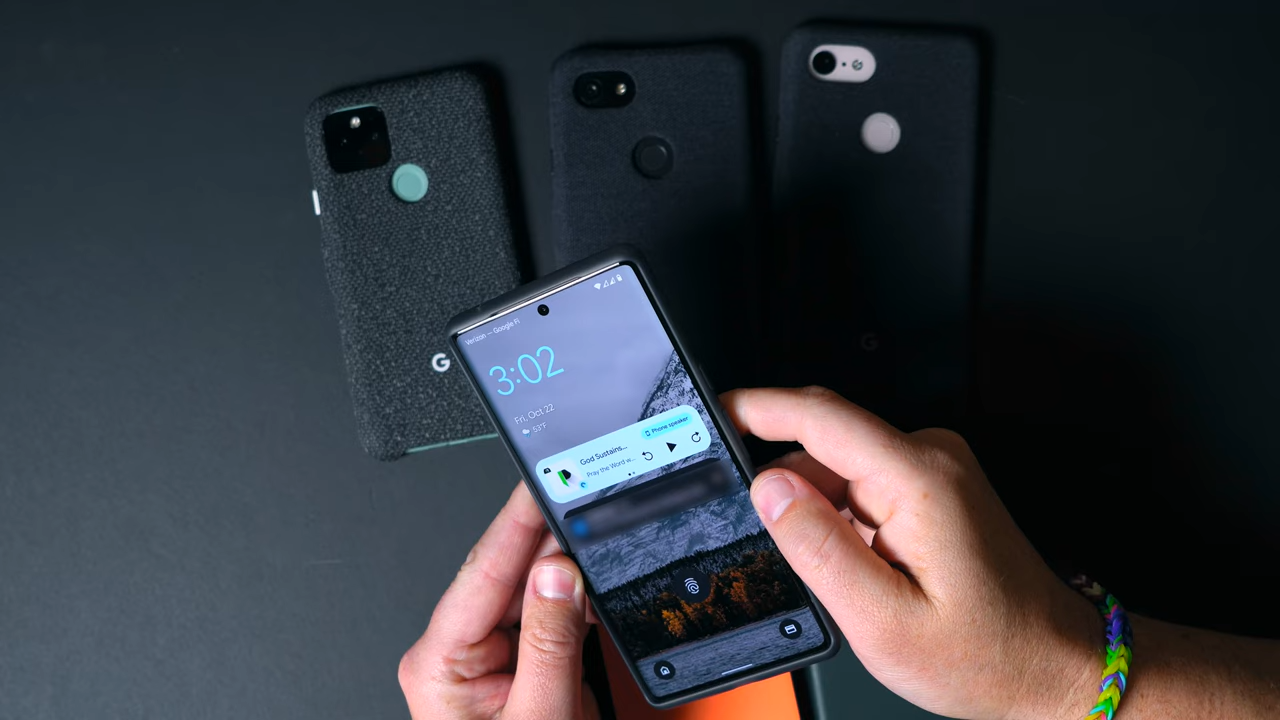 G
G
Verizon — Google Fi
3:02
Fri, Oct 22
53°F
Phone speaker
God Sustains...
Pray the Word w...